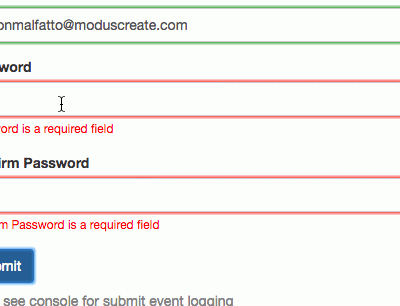 onmalfatto@moduscreate.com
word
ord is a required field
irm Password
m Password is a required field
mit
see console for submit event logging